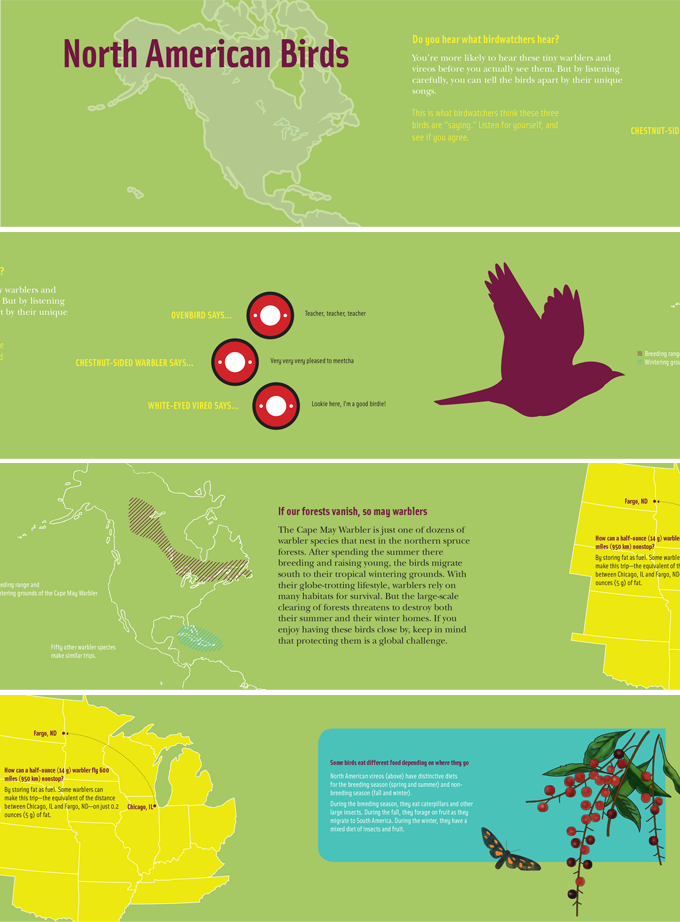 North American Birds
Do you hear what birdwatchers hear?
You're more likely to hear these tiny warblers and
vireos before you actually see them. But by listening
carefully, you can tell the birds apart by their unique
songs.
This is what birdwatchers think these three
birds are "saying." Listen for yourself, and
see if you agree.
CHESTNUT-SID
?
y warblers and
But by listening
rt by their unique
e
d
OVENBIRD SAYS...
Teacher, teacher, teacher
CHESTNUT-SIDED WARBLER SAYS...
Very very very pleased to meetcha
WHITE-EYED VIRED SAYS...
Lookie here, I'm a good birdie!
Breeding range
Wintering grou
eeding range and
ntering grounds of the Cape May Warbler
Fifty other warbler species
make similar trips.
If our forests vanish, so may warblers
The Cape May Warbler is just one of dozens of
warbler species that nest in the northern spruce
forests. After spending the summer there
breeding and raising young, the birds migrate
south to their tropical wintering grounds. With
their globe-trotting lifestyle, warblers rely on
many habitats for survival. But the large-scale
clearing of forests threatens to destroy both
their summer and their winter homes. If you
enjoy having these birds close by, keep in mind
that protecting them is a global challenge.
Fargo, ND
How can a half-ounce (14 g) warble
miles (950 km) nonstop?
By storing fat as fuel. Some warble
make this trip—the equivalent of th
between Chicago, IL and Fargo, ND
ounces (5 g) of fat.
Fargo, ND
How can a half-ounce (14 g) warbler fly 600
miles (950 km) nonstop?
By storing fat as fuel. Some warblers can
make this trip—the equivalent of the distance
between Chicago, IL and Fargo, ND—on just 0.2
ounces (5 g) of fat.
Chicago, IL
Some birds eat different food depending on where they go
North American vireos (above) have distinctive diets
for the breeding season (spring and summer) and non-
breeding season (fall and winter).
During the breeding season, they eat caterpillars and other
large insects. During the fall, they forage on fruit as they
migrate to South America. During the winter, they have a
mixed diet of insects and fruit.